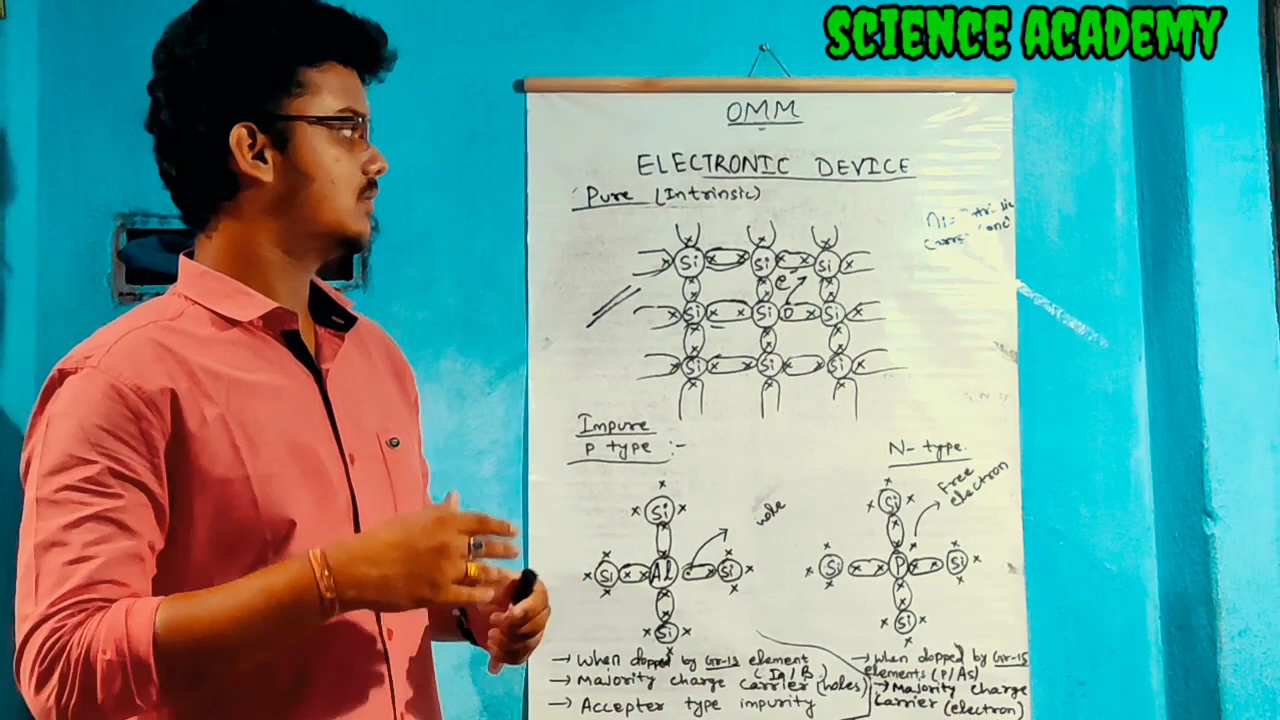 SCIENCE ACADEMY
OMM
ELECTRONIC DEVICE
Pure (Intrinsic)
ni =
Si Si Si
e
Si Si Si
Si Si Si
Impure
P type :-
N-type.
Free
electron
hole
Si
Si Al Si
Si
Si
Si P Si
Si
→ When dopped by Gr-13 element
→ Majority charge carrier (holes)
→ Accepter type impurity
→ When dopped by Gr-15
elements (P/As)
→ Majority charge
carrier (electron)